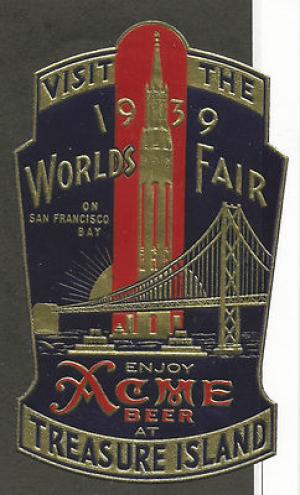 VISIT THE
1939
WORLDS FAIR
ON
SAN FRANCISCO
BAY
ENJOY
ACME
BEER
AT
TREASURE ISLAND